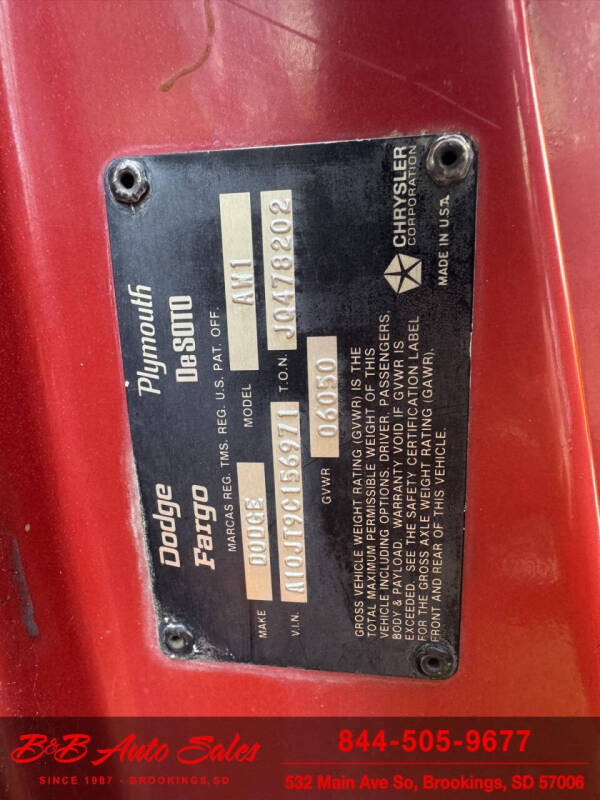 Dodge Plymouth
Fargo DeSOTO
MARCAS REG. TMS. REG. U.S. PAT. OFF.
MAKE DODGE MODEL AW1
V.I.N. A10JT9C156971 T.O.N. J0478202
GVWR 06050
GROSS VEHICLE WEIGHT RATING (GVWR) IS THE
TOTAL MAXIMUM PERMISSIBLE WEIGHT OF THIS
VEHICLE INCLUDING OPTIONS, DRIVER, PASSENGERS,
BODY & PAYLOAD. WARRANTY VOID IF GVWR IS
EXCEEDED. SEE THE SAFETY CERTIFICATION LABEL
FOR THE GROSS AXLE WEIGHT RATING (GAWR),
FRONT AND REAR OF THIS VEHICLE.
CHRYSLER
CORPORATION
MADE IN U.S.A.
B&B Auto Sales
SINCE 1987 - BROOKINGS, SD
844-505-9677
532 Main Ave So, Brookings, SD 57006